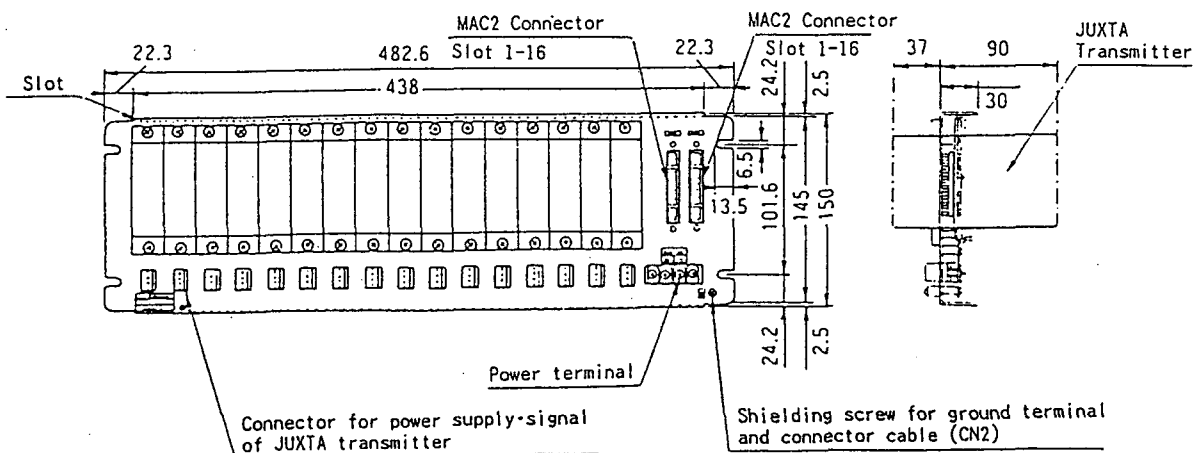 MAC2 Connector
Slot 1-16
MAC2 Connector
Slot 1-16
JUXTA
Transmitter
22.3
482.6
22.3
37
90
Slot
438
24.2
2.5
30
6.5
13.5
101.6
145
150
24.2
2.5
Power terminal
Connector for power supply·signal
of JUXTA transmitter
Shielding screw for ground terminal
and connector cable (CN2)